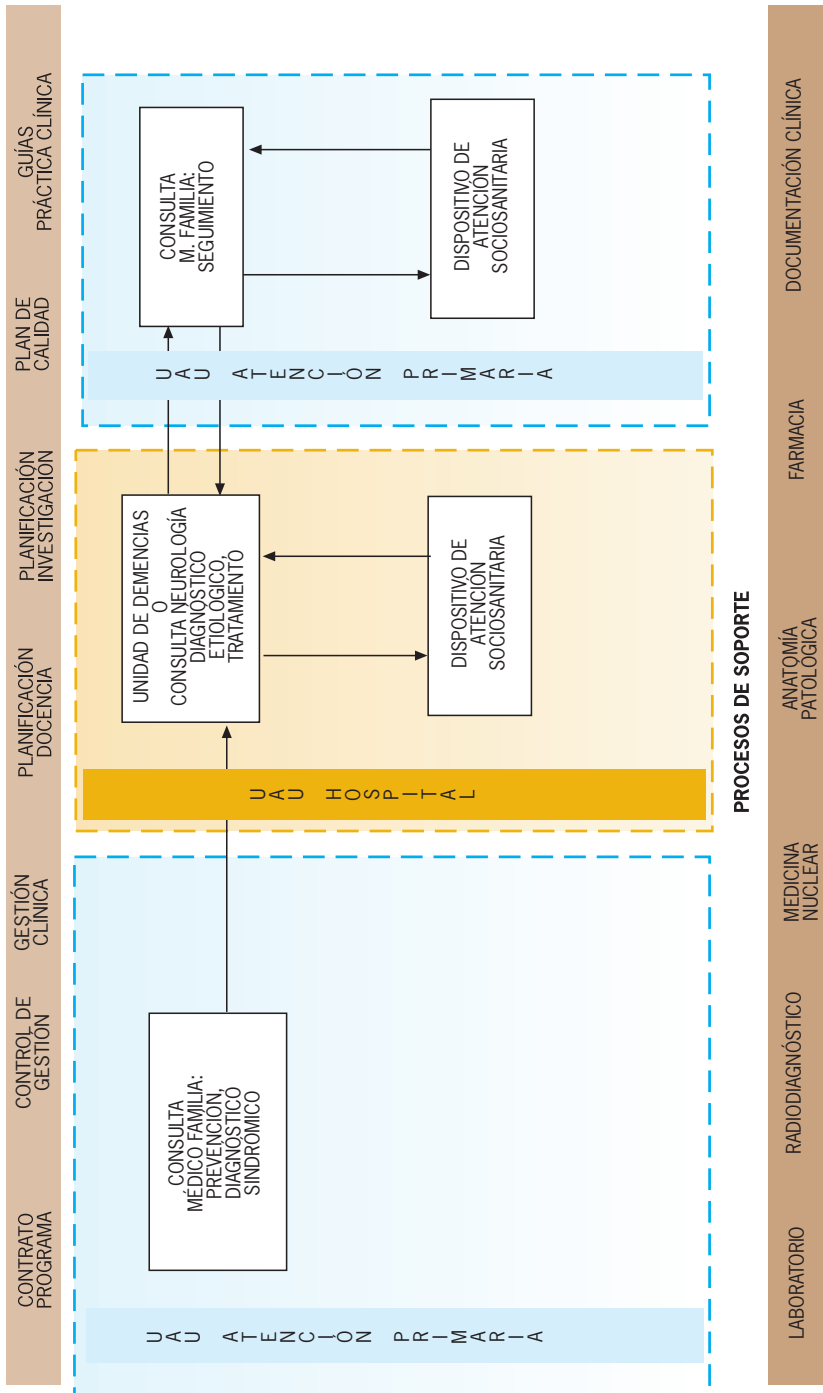 CONTRATO
PROGRAMA
CONTROL DE
GESTIÓN
GESTIÓN
CLÍNICA
PLANIFICACIÓN
DOCENCIA
PLANIFICACIÓN
INVESTIGACIÓN
PLAN DE
CALIDAD
GUÍAS
PRÁCTICA CLÍNICA
UAU ATENCIÓN PRIMARIA
CONSULTA
MÉDICO FAMILIA:
PREVENCIÓN,
DIAGNÓSTICO
SINDRÓMICO
UAU HOSPITAL
UNIDAD DE DEMENCIAS
O
CONSULTA NEUROLOGÍA
DIAGNÓSTICO
ETIOLÓGICO,
TRATAMIENTO
DISPOSITIVO DE
ATENCIÓN
SOCIOSANITARIA
UAU ATENCIÓN PRIMARIA
CONSULTA
M. FAMILIA:
SEGUIMIENTO
DISPOSITIVO DE
ATENCIÓN
SOCIOSANITARIA
PROCESOS DE SOPORTE
LABORATORIO
RADIODIAGNÓSTICO
MEDICINA
NUCLEAR
ANATOMÍA
PATOLÓGICA
FARMACIA
DOCUMENTACIÓN CLÍNICA